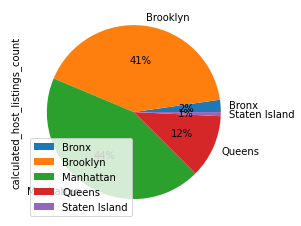 Brooklyn
calculated_host_listings_count
41%
2%
1%
Bronx
Staten Island
12%
Queens
Bronx
Brooklyn
Manhattan
Queens
Staten Island